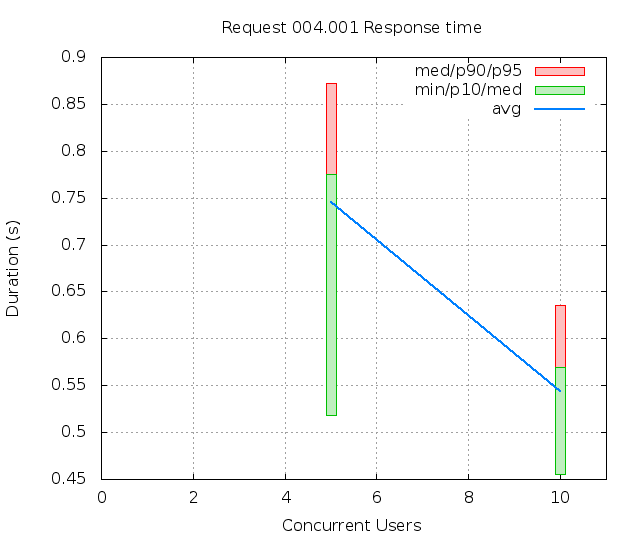 Request 004.001 Response time
med/p90/p95
min/p10/med
avg
0.9
0.85
0.8
0.75
0.7
0.65
0.6
0.55
0.5
0.45
Duration (s)
0 2 4 6 8 10
Concurrent Users